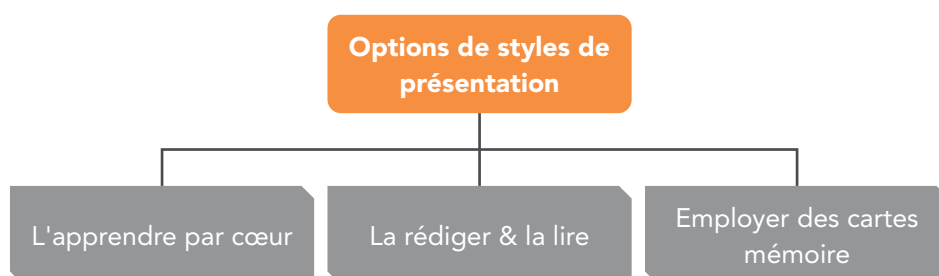 Options de styles de
présentation
L'apprendre par cœur
La rédiger & la lire
Employer des cartes
mémoire